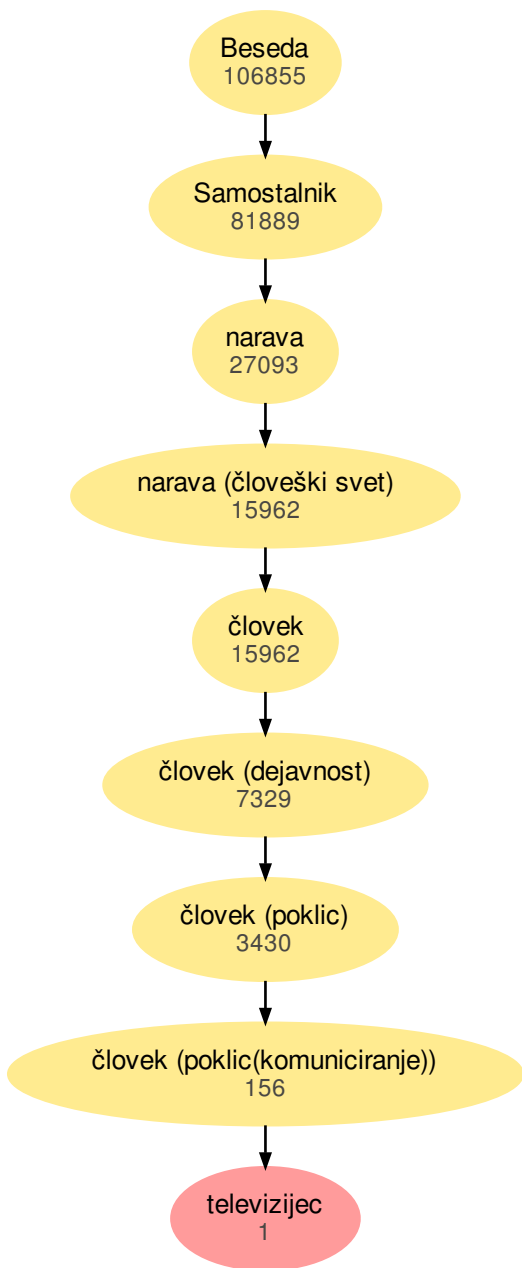 Beseda
106855
Samostalnik
81889
narava
27093
narava (človeški svet)
15962
človek
15962
človek (dejavnost)
7329
človek (poklic)
3430
človek (poklic(komuniciranje))
156
televizijec
1